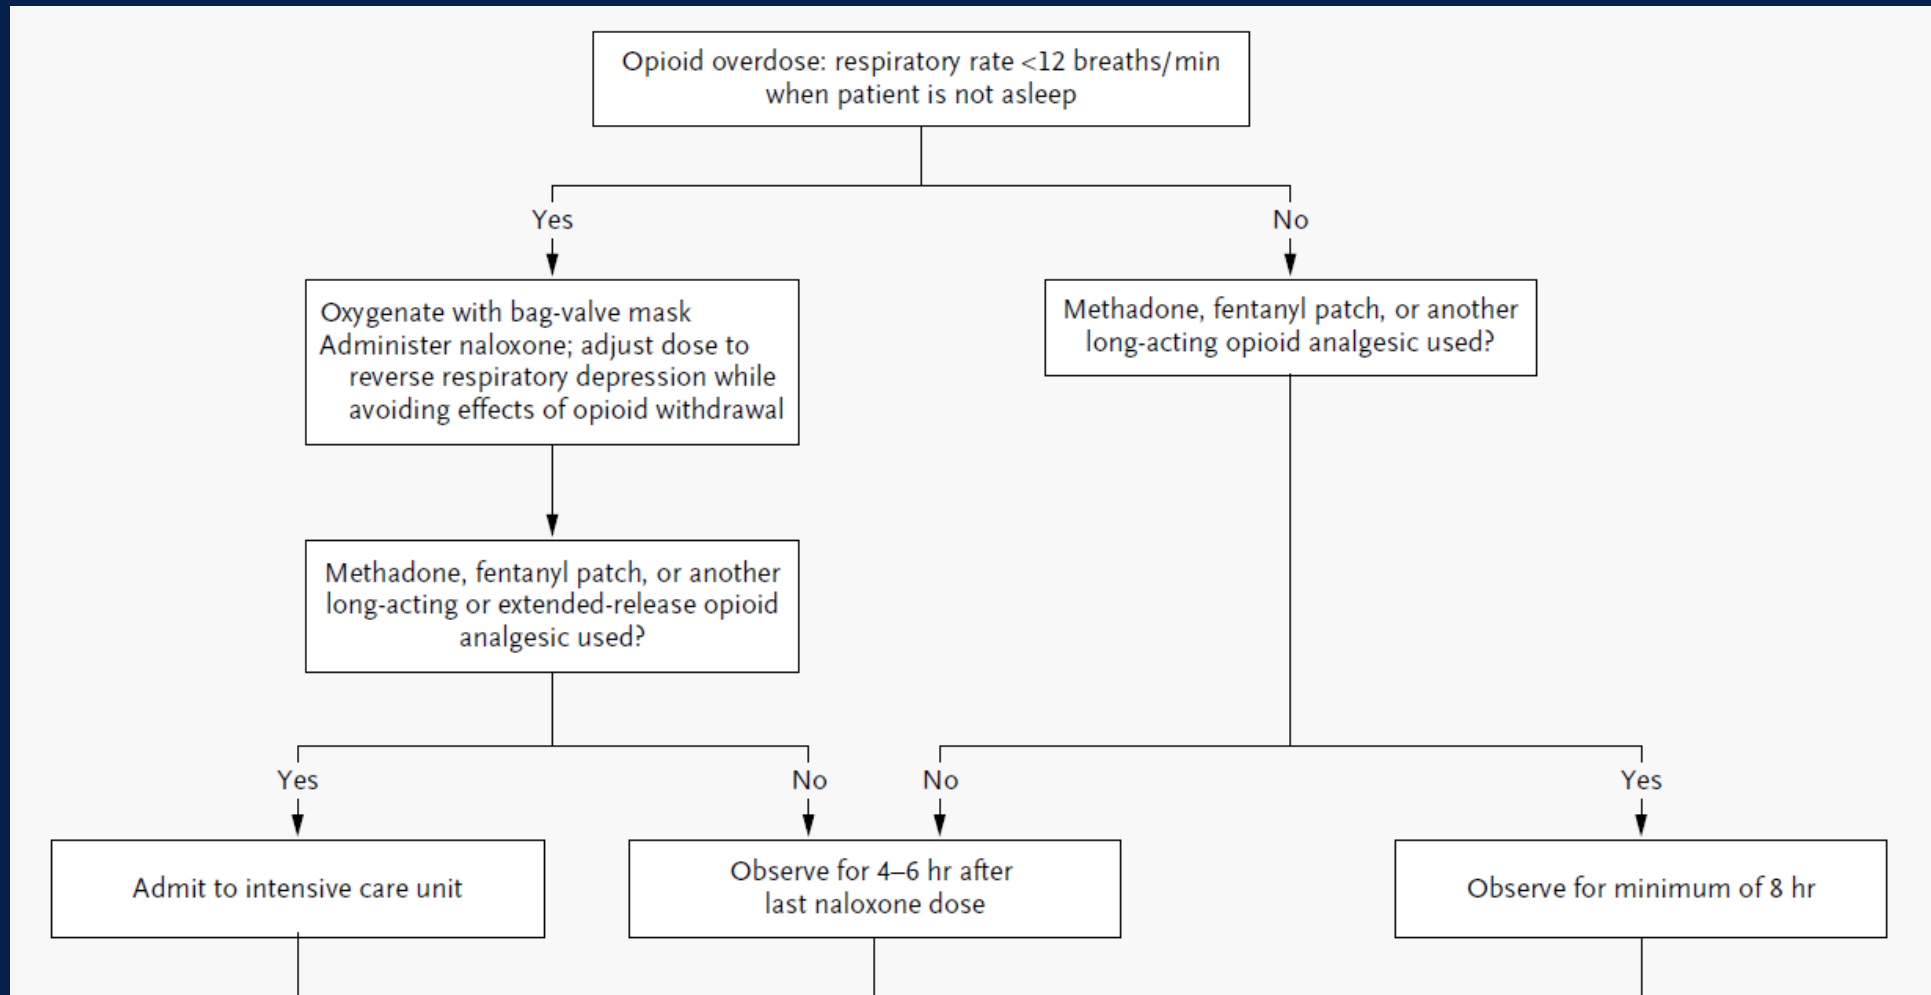 Opioid overdose: respiratory rate <12 breaths/min
when patient is not asleep
Yes
No
Oxygenate with bag-valve mask
Administer naloxone; adjust dose to
reverse respiratory depression while
avoiding effects of opioid withdrawal
Methadone, fentanyl patch, or another
long-acting opioid analgesic used?
Methadone, fentanyl patch, or another
long-acting or extended-release opioid
analgesic used?
Yes
No
No
Yes
Admit to intensive care unit
Observe for 4–6 hr after
last naloxone dose
Observe for minimum of 8 hr